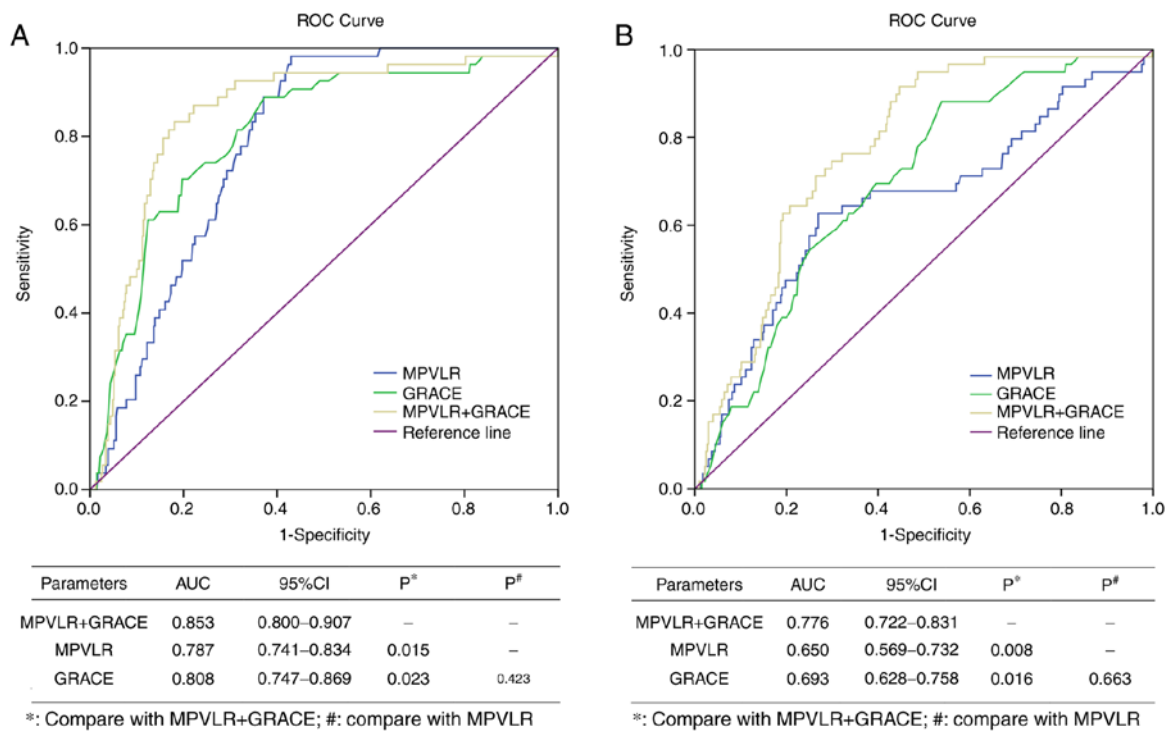 A
ROC Curve
1.0
0.8
0.6
0.4
0.2
0.0
Sensitivity
MPVLR
GRACE
MPVLR+GRACE
Reference line
0.0 0.2 0.4 0.6 0.8 1.0
1-Specificity
Parameters AUC 95%CI P* P#
MPVLR+GRACE 0.853 0.800–0.907 – –
MPVLR 0.787 0.741–0.834 0.015 –
GRACE 0.808 0.747–0.869 0.023 0.423
*: Compare with MPVLR+GRACE; #: compare with MPVLR
B
ROC Curve
1.0
0.8
0.6
0.4
0.2
0.0
Sensitivity
MPVLR
GRACE
MPVLR+GRACE
Reference line
0.0 0.2 0.4 0.6 0.8 1.0
1-Specificity
Parameters AUC 95%CI P* P#
MPVLR+GRACE 0.776 0.722–0.831 – –
MPVLR 0.650 0.569–0.732 0.008 –
GRACE 0.693 0.628–0.758 0.016 0.663
*: Compare with MPVLR+GRACE; #: compare with MPVLR